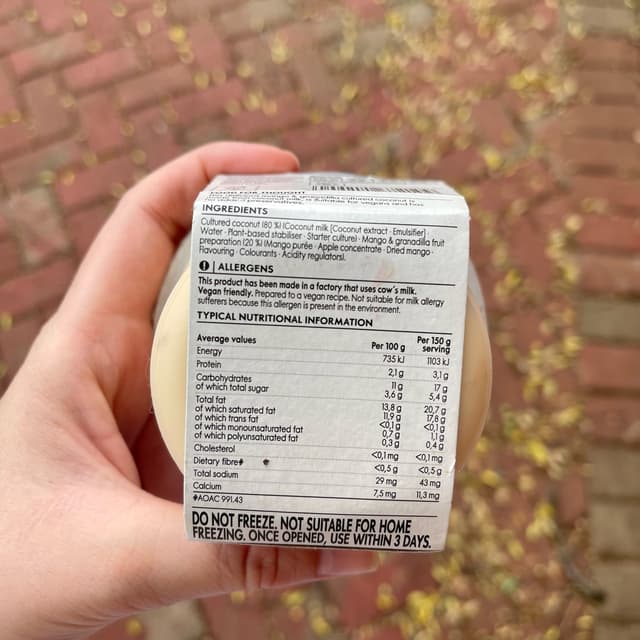 FOOD FOR THOUGHT
INGREDIENTS
Cultured coconut (80 %) (Coconut milk [Coconut extract · Emulsifier] ·
Water · Plant-based stabiliser · Starter culture) · Mango & granadilla fruit
preparation (20 %) (Mango purée · Apple concentrate · Dried mango ·
Flavouring · Colourants · Acidity regulators).
! | ALLERGENS
This product has been made in a factory that uses cow's milk.
Vegan friendly. Prepared to a vegan recipe. Not suitable for milk allergy
sufferers because this allergen is present in the environment.
TYPICAL NUTRITIONAL INFORMATION
Average values Per 100 g Per 150 g serving
Energy 735 kJ 1103 kJ
Protein 2,1 g 3,1 g
Carbohydrates 11 g 17 g
of which total sugar 3,6 g 5,4 g
Total fat 13,8 g 20,7 g
of which saturated fat 11,9 g 17,8 g
of which trans fat <0,1 g <0,1 g
of which monounsaturated fat 0,7 g 1,1 g
of which polyunsaturated fat 0,3 g 0,4 g
Cholesterol <0,1 mg <0,1 mg
Dietary fibre# <0,5 g <0,5 g
Total sodium 29 mg 43 mg
Calcium 7,5 mg 11,3 mg
#AOAC 991.43
DO NOT FREEZE. NOT SUITABLE FOR HOME
FREEZING. ONCE OPENED, USE WITHIN 3 DAYS.